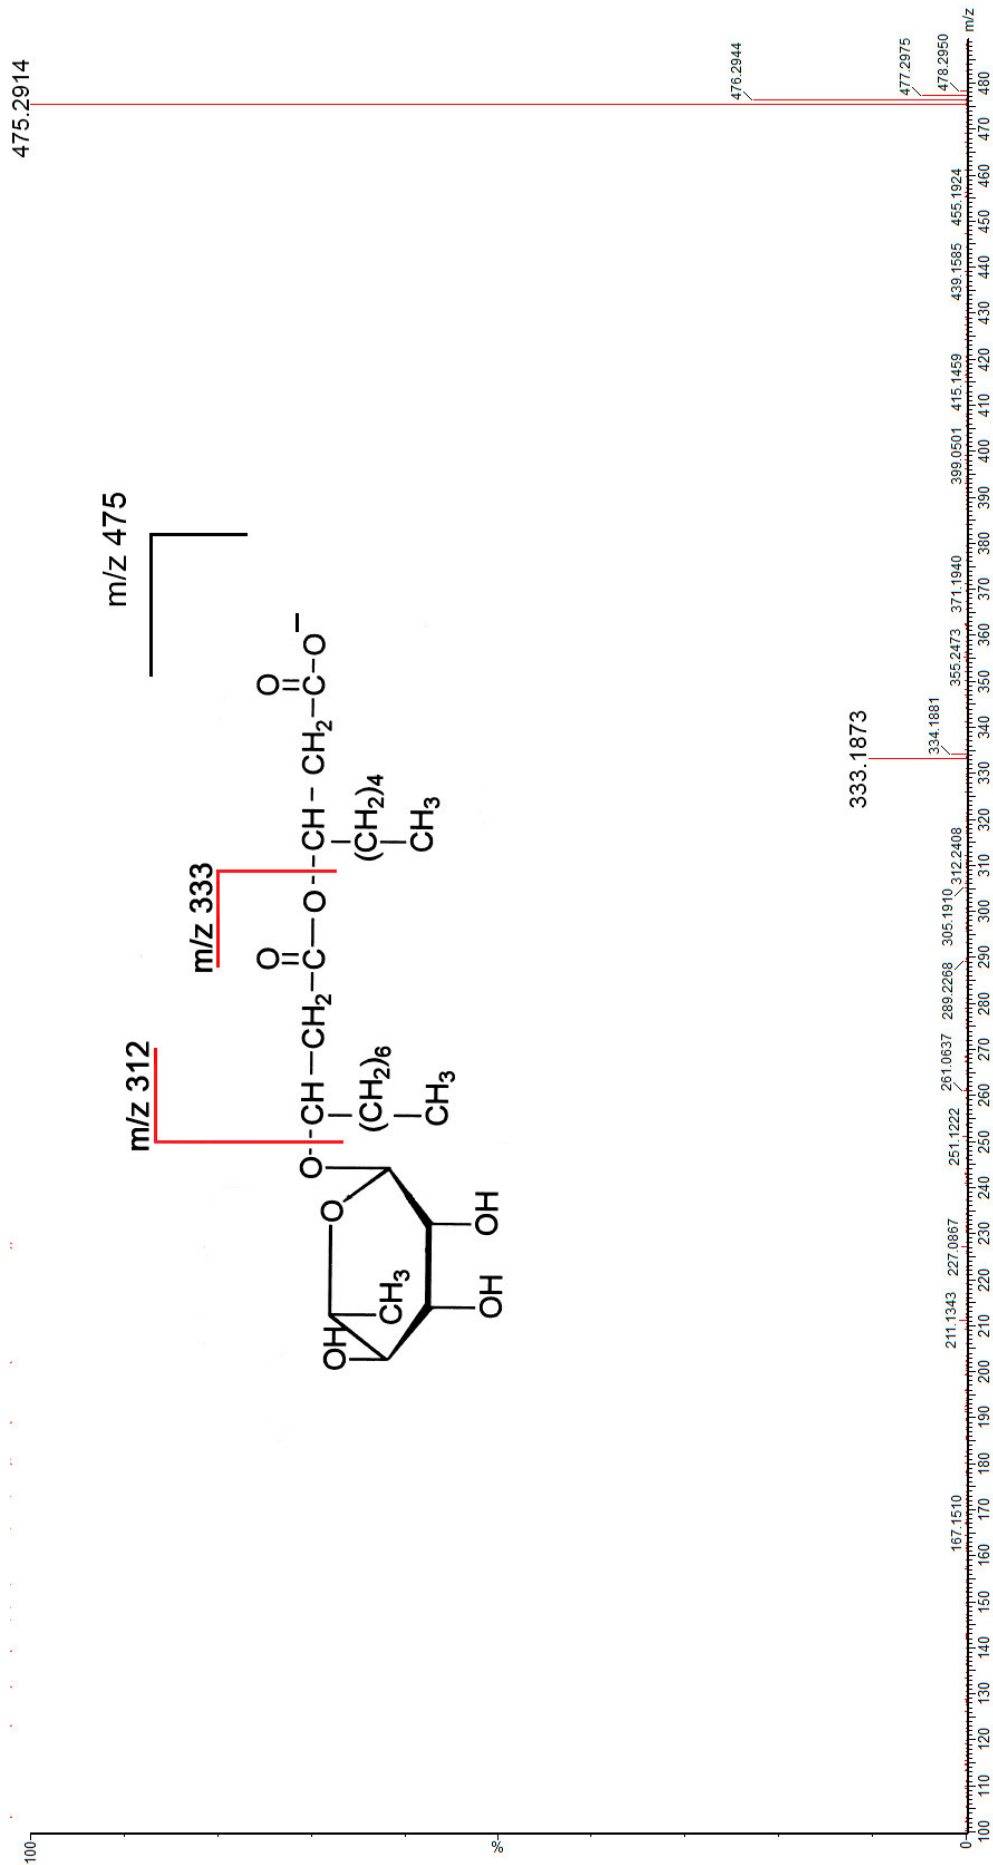 475.2914
476.2944
477.2975
478.2950
m/z 475
m/z 333
m/z 312
O
O
O
O–CH–CH2–C–O–CH–CH2–C–O–
(CH2)6
(CH2)4
CH3
CH3
O
OH
CH3
OH
OH
333.1873
334.1881
167.1510
211.1343
227.0867
251.1222
261.0637
289.2268
305.1910
312.2408
355.2473
371.1940
399.0501
415.1459
439.1585
455.1924
100
%
0
100 110 120 130 140 150 160 170 180 190 200 210 220 230 240 250 260 270 280 290 300 310 320 330 340 350 360 370 380 390 400 410 420 430 440 450 460 470 480 m/z